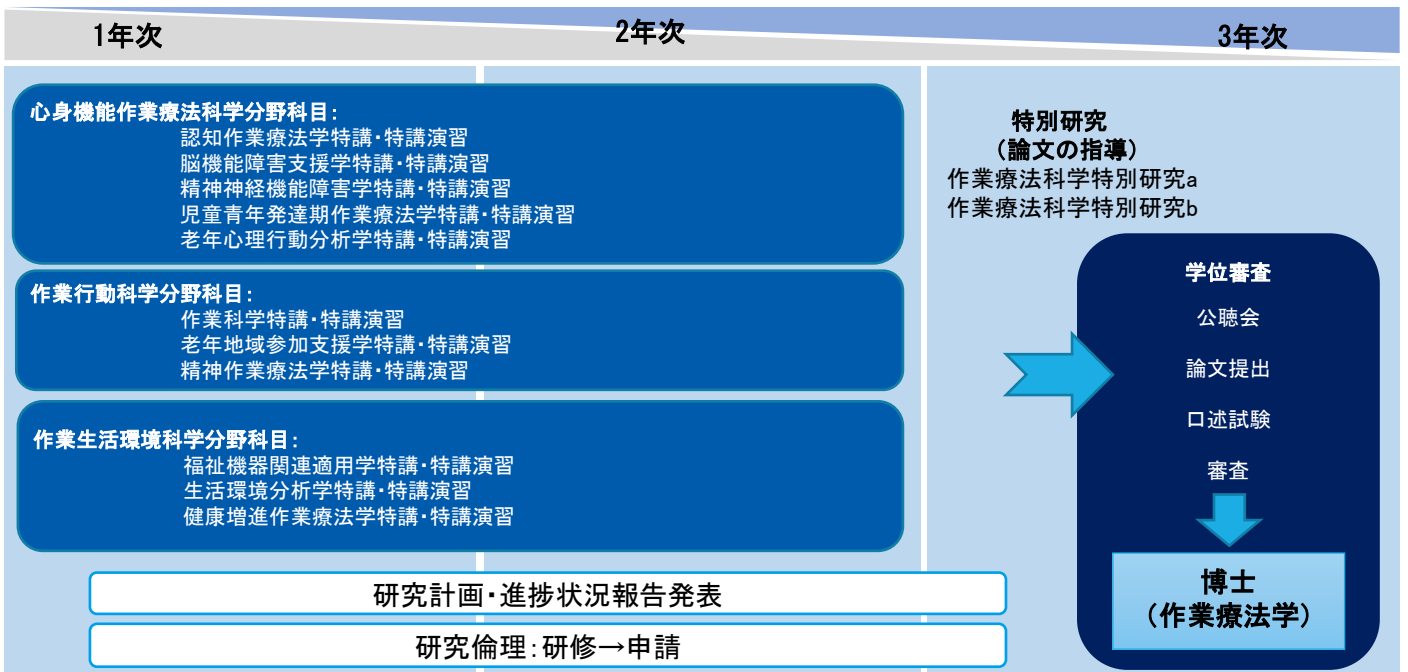 1年次
2年次
3年次
心身機能作業療法科学分野科目:
認知作業療法学特講・特講演習
脳機能障害支援学特講・特講演習
精神神経機能障害学特講・特講演習
児童青年発達期作業療法学特講・特講演習
老年心理行動分析学特講・特講演習
作業行動科学分野科目:
作業科学特講・特講演習
老年地域参加支援学特講・特講演習
精神作業療法学特講・特講演習
作業生活環境科学分野科目:
福祉機器関連適用学特講・特講演習
生活環境分析学特講・特講演習
健康増進作業療法学特講・特講演習
研究計画・進捗状況報告発表
研究倫理:研修→申請
特別研究
(論文の指導)
作業療法科学特別研究a
作業療法科学特別研究b
学位審査
公聴会
論文提出
口述試験
審査
博士
(作業療法学)